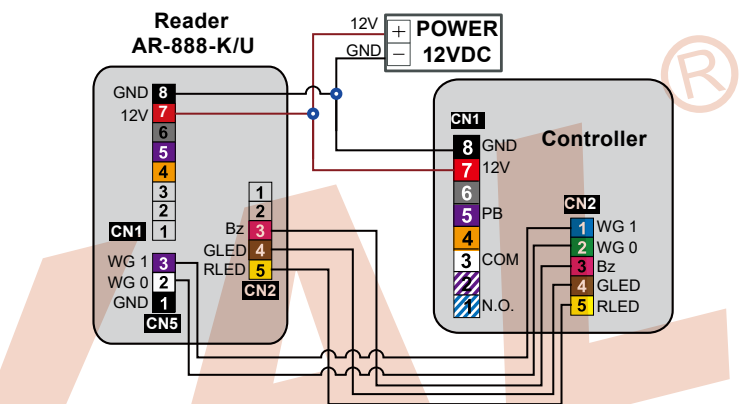 Reader
AR-888-K/U
12V + POWER
GND − 12VDC
GND 8
12V 7
6
5
4
3
2
CN1 1
WG 1 3
WG 0 2
GND 1
CN5
1
2
Bz 3
GLED 4
RLED 5
CN2
Controller
CN1
8 GND
7 12V
6
5 PB
4
3 COM
2
1 N.O.
CN2
1 WG 1
2 WG 0
3 Bz
4 GLED
5 RLED
®